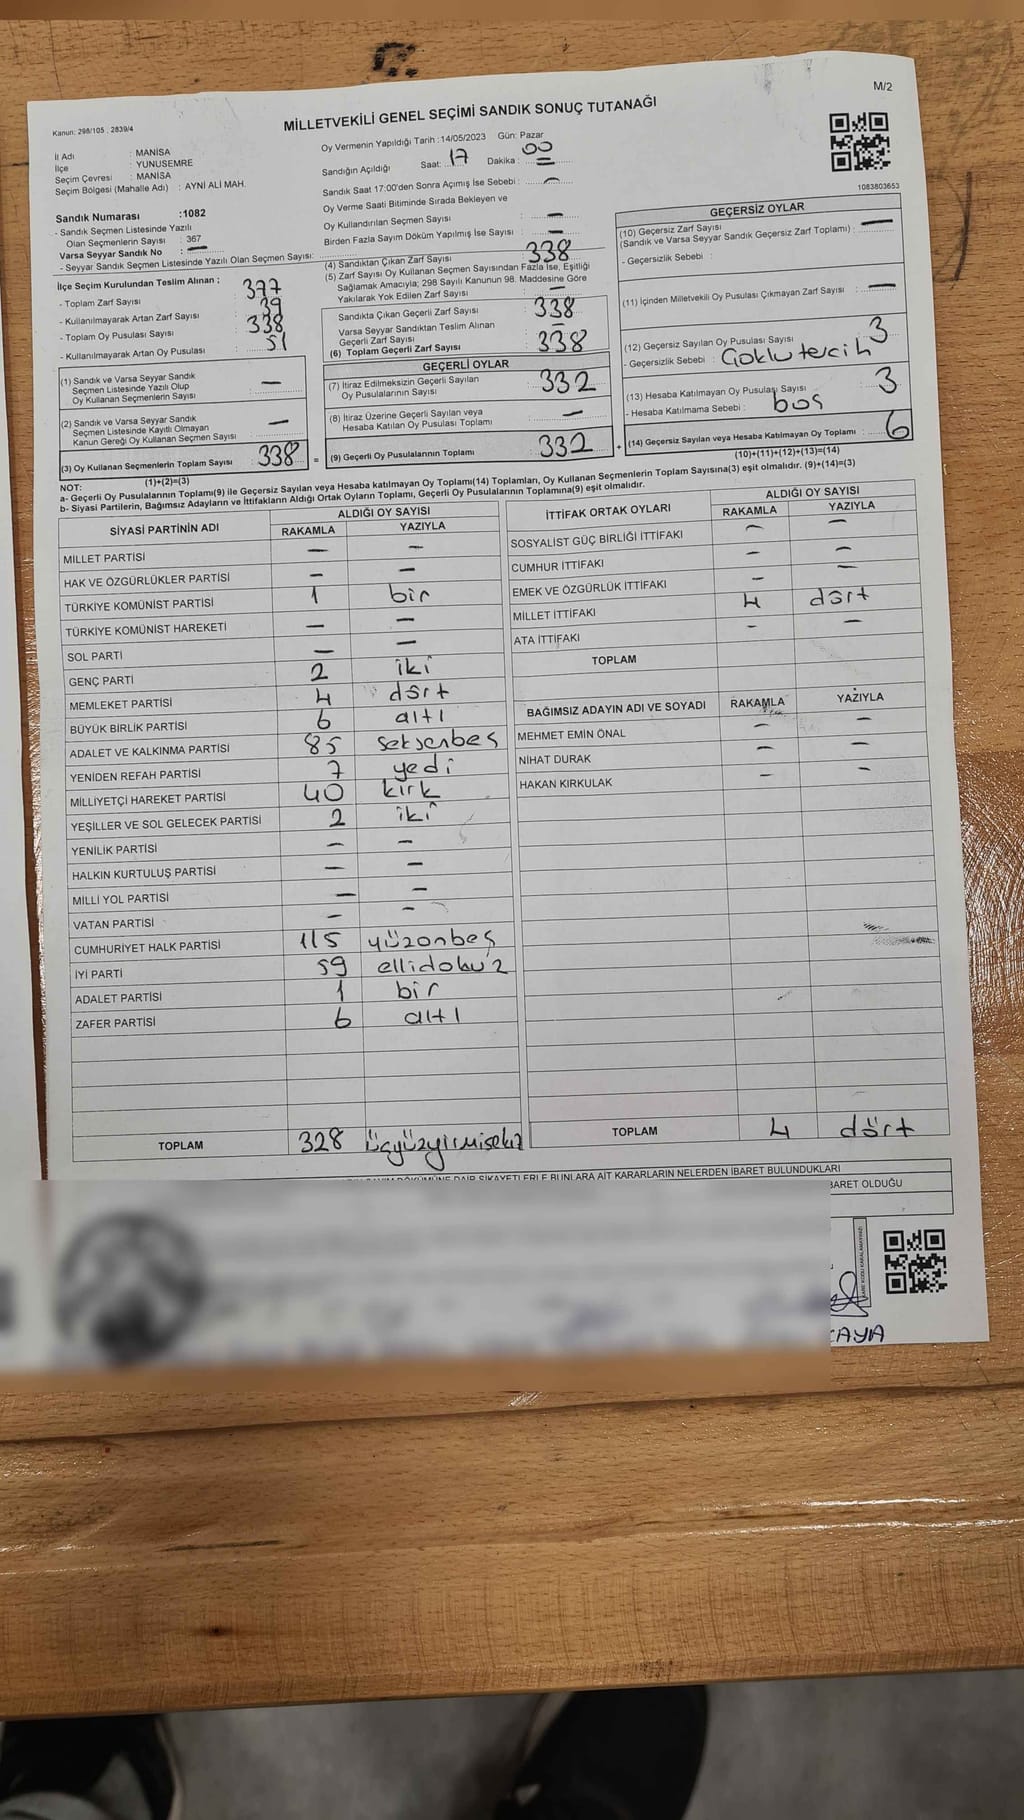 M/2
Kanun: 298/105 , 2839/4
MİLLETVEKİLİ GENEL SEÇİMİ SANDIK SONUÇ TUTANAĞI
İl Adı : MANİSA
İlçe : YUNUSEMRE
Seçim Çevresi : MANİSA
Seçim Bölgesi (Mahalle Adı) : AYNİ ALİ MAH.
Sandık Numarası :1082
- Sandık Seçmen Listesinde Yazılı
Olan Seçmenlerin Sayısı : 367
Varsa Seyyar Sandık No : —
- Seyyar Sandık Seçmen Listesinde Yazılı Olan Seçmen Sayısı:
Oy Vermenin Yapıldığı Tarih :14/05/2023 Gün: Pazar
Sandığın Açıldığı Saat: 17 Dakika : 00
Sandık Saat 17:00'den Sonra Açımış İse Sebebi : —
Oy Verme Saati Bitiminde Sırada Bekleyen ve
Oy Kullandırılan Seçmen Sayısı —
Birden Fazla Sayım Döküm Yapılmış İse Sayısı : —
1083803653
İlçe Seçim Kurulundan Teslim Alınan :
- Toplam Zarf Sayısı : 377
- Kullanılmayarak Artan Zarf Sayısı : 39
- Toplam Oy Pusulası Sayısı : 338
- Kullanılmayarak Artan Oy Pusulası : 51
(1) Sandık ve Varsa Seyyar Sandık
Seçmen Listesinde Yazılı Olup
Oy Kullanan Seçmenlerin Sayısı —
(2) Sandık ve Varsa Seyyar Sandık
Seçmen Listesinde Kayıtlı Olmayan
Kanun Gereği Oy Kullanan Seçmen Sayısı —
(3) Oy Kullanan Seçmenlerin Toplam Sayısı 338 =
(1)+(2)=(3)
(4) Sandıktan Çıkan Zarf Sayısı : 338
(5) Zarf Sayısı Oy Kullanan Seçmen Sayısından Fazla İse, Eşitliği
Sağlamak Amacıyla; 298 Sayılı Kanunun 98. Maddesine Göre
Yakılarak Yok Edilen Zarf Sayısı —
Sandıkta Çıkan Geçerli Zarf Sayısı 338
Varsa Seyyar Sandıktan Teslim Alınan
Geçerli Zarf Sayısı —
(6) Toplam Geçerli Zarf Sayısı : 338
GEÇERLİ OYLAR
(7) İtiraz Edilmeksizin Geçerli Sayılan
Oy Pusulalarının Sayısı : 332
(8) İtiraz Üzerine Geçerli Sayılan veya
Hesaba Katılan Oy Pusulası Toplamı —
(9) Geçerli Oy Pusulalarının Toplamı 332 +
GEÇERSİZ OYLAR
(10) Geçersiz Zarf Sayısı
(Sandık ve Varsa Seyyar Sandık Geçersiz Zarf Toplamı) : —
- Geçersizlik Sebebi :
(11) İçinden Milletvekili Oy Pusulası Çıkmayan Zarf Sayısı : —
(12) Geçersiz Sayılan Oy Pusulası Sayısı : 3
- Geçersizlik Sebebi : Çoklu tercih
(13) Hesaba Katılmayan Oy Pusulası Sayısı 3
- Hesaba Katılmama Sebebi : boş
(14) Geçersiz Sayılan veya Hesaba Katılmayan Oy Toplamı : 6
(10)+(11)+(12)+(13)=(14)
NOT:
a- Geçerli Oy Pusulalarının Toplamı(9) ile Geçersiz Sayılan veya Hesaba katılmayan Oy Toplamı(14) Toplamları, Oy Kullanan Seçmenlerin Toplam Sayısına(3) eşit olmalıdır. (9)+(14)=(3)
b- Siyasi Partilerin, Bağımsız Adayların ve İttifakların Aldığı Ortak Oyların Toplamı, Geçerli Oy Pusulalarının Toplamına(9) eşit olmalıdır.
SİYASİ PARTİNİN ADI ALDIĞI OY SAYISI
RAKAMLA YAZIYLA
MİLLET PARTİSİ — —
HAK VE ÖZGÜRLÜKLER PARTİSİ — —
TÜRKİYE KOMÜNİST PARTİSİ 1 bir
TÜRKİYE KOMÜNİST HAREKETİ — —
SOL PARTİ — —
GENÇ PARTİ 2 iki
MEMLEKET PARTİSİ 4 dört
BÜYÜK BİRLİK PARTİSİ 6 altı
ADALET VE KALKINMA PARTİSİ 85 seksenbeş
YENİDEN REFAH PARTİSİ 7 yedi
MİLLİYETÇİ HAREKET PARTİSİ 40 kırk
YEŞİLLER VE SOL GELECEK PARTİSİ 2 iki
YENİLİK PARTİSİ — —
HALKIN KURTULUŞ PARTİSİ — —
MİLLİ YOL PARTİSİ — —
VATAN PARTİSİ — —
CUMHURİYET HALK PARTİSİ 115 yüzonbeş
İYİ PARTİ 59 ellidokuz
ADALET PARTİSİ 1 bir
ZAFER PARTİSİ 6 altı
TOPLAM 328 üçyüzyirmisekiz
İTTİFAK ORTAK OYLARI ALDIĞI OY SAYISI
RAKAMLA YAZIYLA
SOSYALİST GÜÇ BİRLİĞİ İTTİFAKI — —
CUMHUR İTTİFAKI — —
EMEK VE ÖZGÜRLÜK İTTİFAKI — —
MİLLET İTTİFAKI 4 dört
ATA İTTİFAKI — —
TOPLAM
BAĞIMSIZ ADAYIN ADI VE SOYADI RAKAMLA YAZIYLA
MEHMET EMİN ÖNAL — —
NİHAT DURAK — —
HAKAN KIRKULAK — —
TOPLAM 4 dört
DAİR ŞİKAYETLERLE BUNLARA AİT KARARLARIN NELERDEN İBARET BULUNDUKLARI
BARET OLDUĞU
KAYA